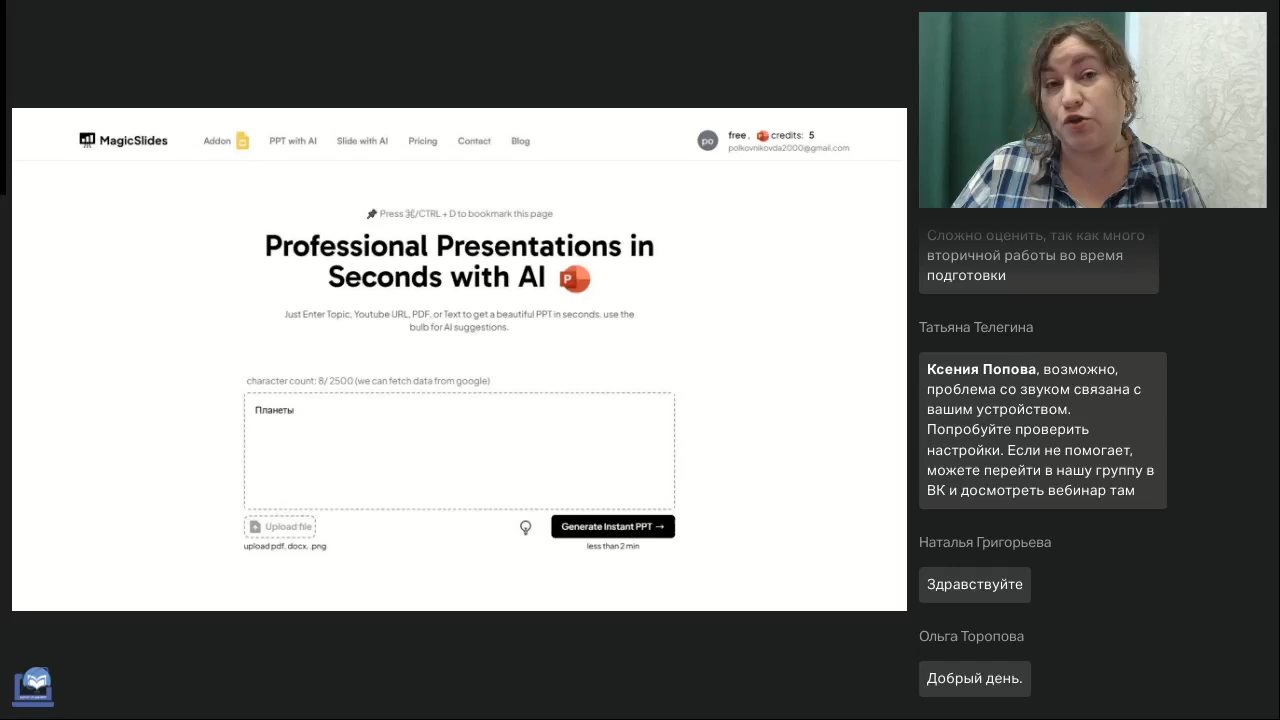 MagicSlides
Addon
PPT with AI
Slide with AI
Pricing
Contact
Blog
po
free , credits: 5
polkovnikovda2000@gmail.com
Press ⌘/CTRL + D to bookmark this page
Professional Presentations in
Seconds with AI
P
Just Enter Topic, Youtube URL, PDF, or Text to get a beautiful PPT in seconds. use the
bulb for AI suggestions.
character count: 8/ 2500 (we can fetch data from google)
Планеты
Upload file
upload pdf, docx, .png
Generate Instant PPT →
less than 2 min
Сложно оценить, так как много
вторичной работы во время
подготовки
Татьяна Телегина
Ксения Попова, возможно,
проблема со звуком связана с
вашим устройством.
Попробуйте проверить
настройки. Если не помогает,
можете перейти в нашу группу в
ВК и досмотреть вебинар там
Наталья Григорьева
Здравствуйте
Ольга Торопова
Добрый день.